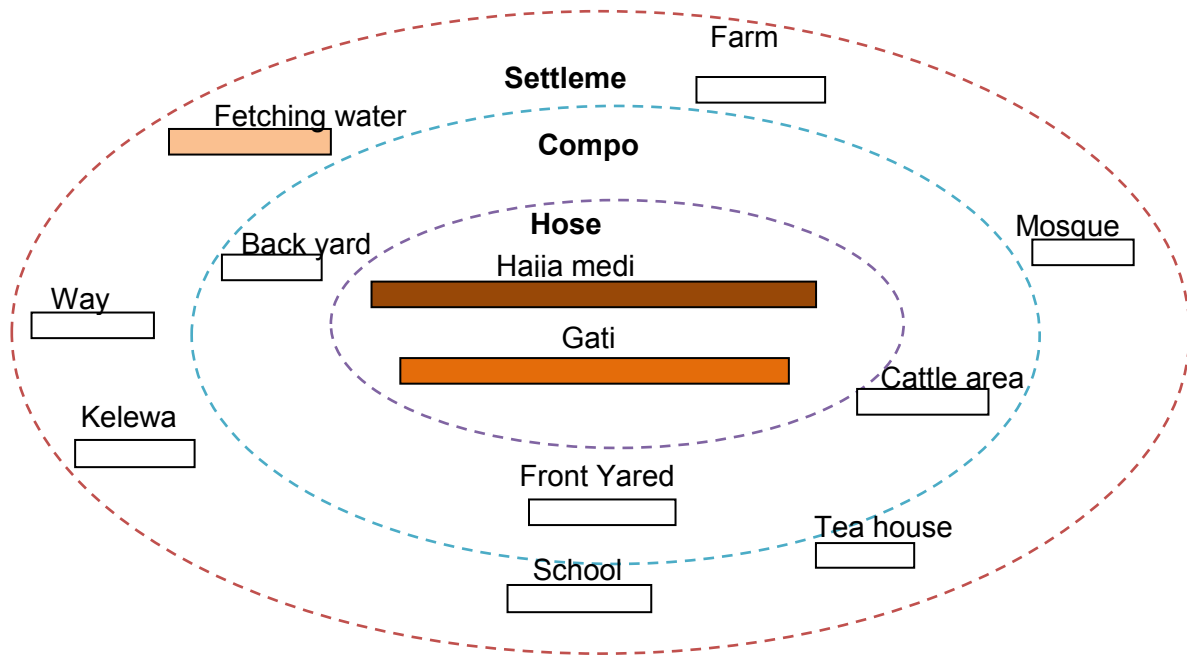 Farm
Settleme
Fetching water
Compo
Hose
Mosque
Back yard
Hajja medi
Way
Gati
Cattle area
Kelewa
Front Yared
Tea house
School